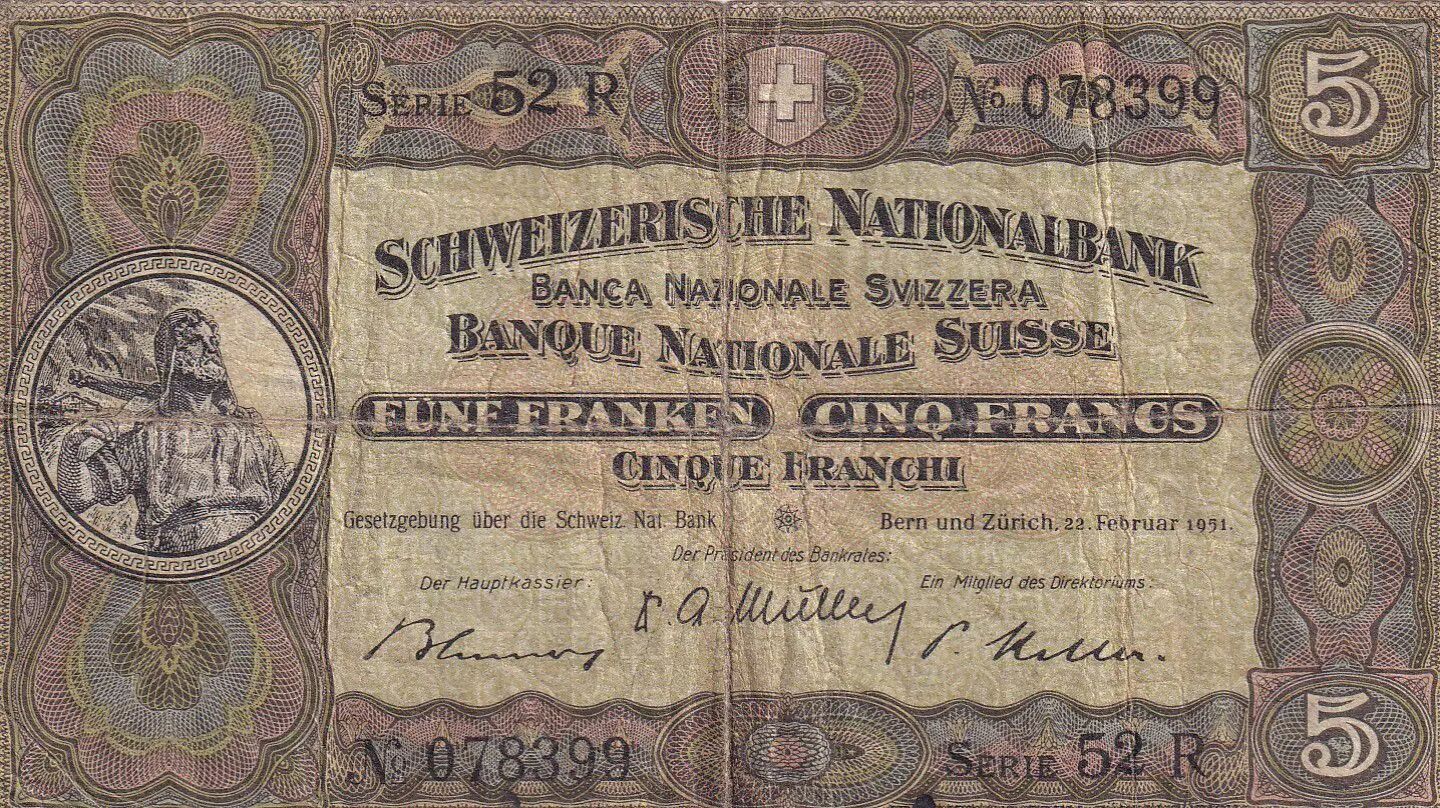 SERIE 52 R No 078399 5
SCHWEIZERISCHE NATIONALBANK
BANCA NAZIONALE SVIZZERA
BANQUE NATIONALE SUISSE
FÜNF FRANKEN CINQ FRANCS
CINQUE FRANCHI
Gesetzgebung über die Schweiz. Nat. Bank Bern und Zürich, 22. Februar 1951.
Der Präsident des Bankrates:
Der Hauptkassier: Ein Mitglied des Direktoriums:
A. Müller
No 078399 SERIE 52 R 5